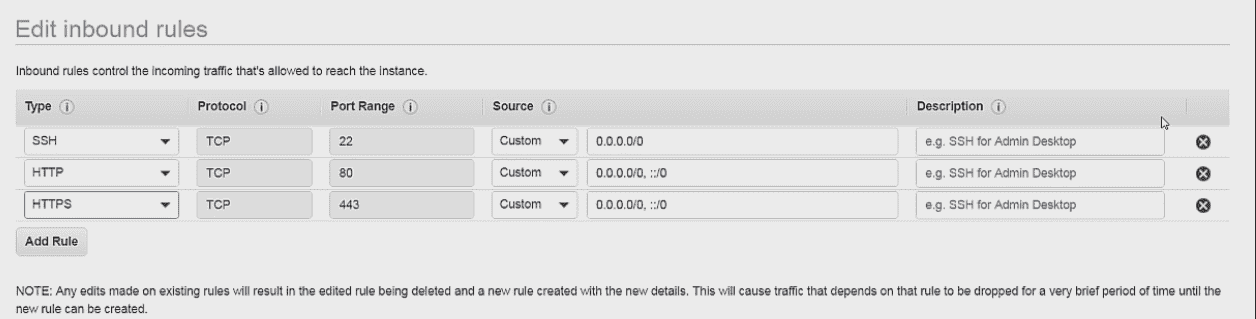 Edit inbound rules
Inbound rules control the incoming traffic that's allowed to reach the instance.
Type i Protocol i Port Range i Source i Description i
SSH TCP 22 Custom 0.0.0.0/0 e.g. SSH for Admin Desktop
HTTP TCP 80 Custom 0.0.0.0/0, ::/0 e.g. SSH for Admin Desktop
HTTPS TCP 443 Custom 0.0.0.0/0, ::/0 e.g. SSH for Admin Desktop
Add Rule
NOTE: Any edits made on existing rules will result in the edited rule being deleted and a new rule created with the new details. This will cause traffic that depends on that rule to be dropped for a very brief period of time until the
new rule can be created.